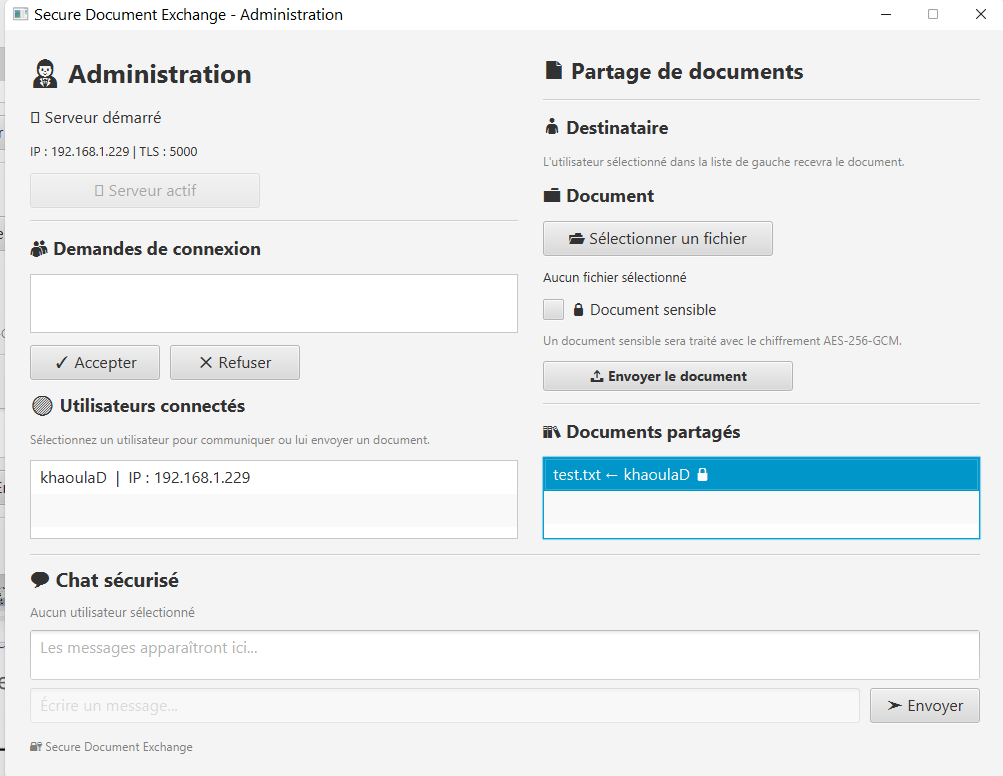 Secure Document Exchange - Administration
Administration
Serveur démarré
IP : 192.168.1.229 | TLS : 5000
Serveur actif
Demandes de connexion
✓ Accepter
✕ Refuser
Utilisateurs connectés
Sélectionnez un utilisateur pour communiquer ou lui envoyer un document.
khaoulaD | IP : 192.168.1.229
Partage de documents
Destinataire
L'utilisateur sélectionné dans la liste de gauche recevra le document.
Document
Sélectionner un fichier
Aucun fichier sélectionné
Document sensible
Un document sensible sera traité avec le chiffrement AES-256-GCM.
Envoyer le document
Documents partagés
test.txt ← khaoulaD
Chat sécurisé
Aucun utilisateur sélectionné
Les messages apparaîtront ici...
Écrire un message...
➤ Envoyer
Secure Document Exchange